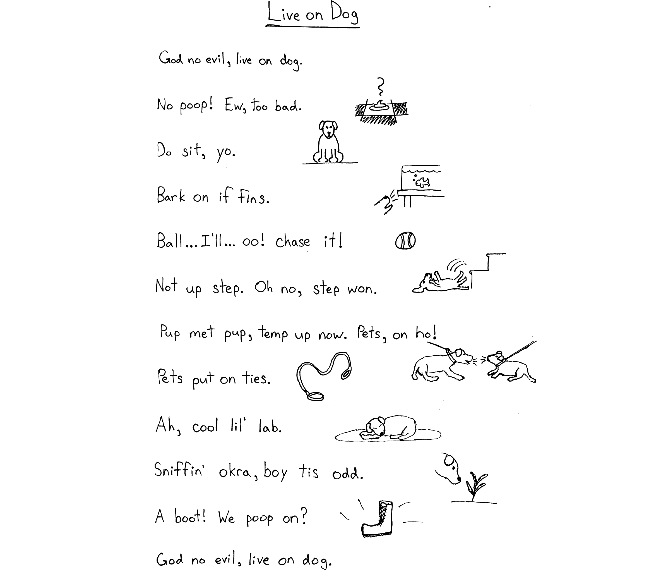 Live on Dog
God no evil, live on dog.
No poop! Ew, too bad.
Do sit, yo.
Bark on if fins.
Ball... I'll... oo! chase it!
Not up step. Oh no, step won.
Pup met pup, temp up now. Pets, on ho!
Pets put on ties.
Ah, cool lil' lab.
Sniffin' okra, boy tis odd.
A boot! We poop on?
God no evil, live on dog.